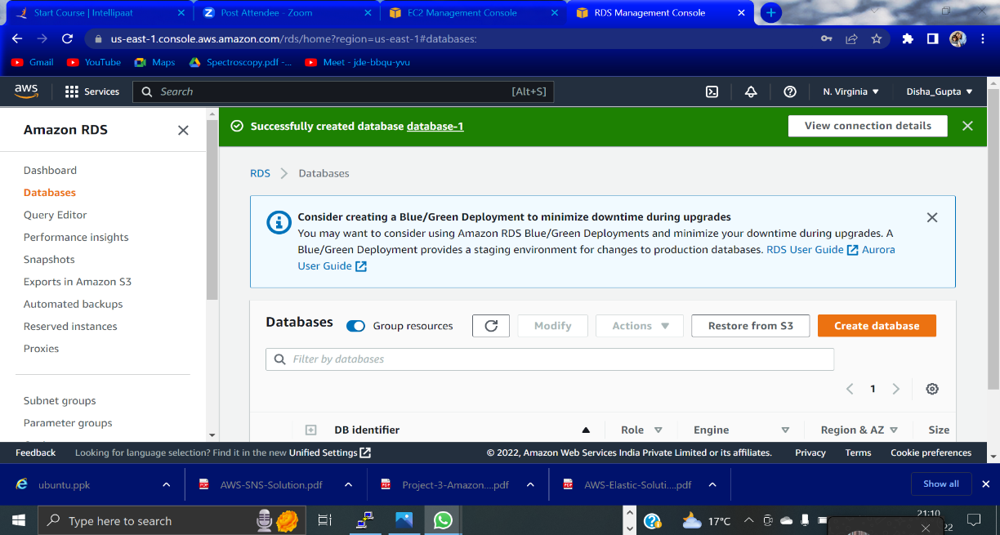 Start Course | Intellipaat
Post Attendee - Zoom
EC2 Management Console
RDS Management Console
us-east-1.console.aws.amazon.com/rds/home?region=us-east-1#databases:
Gmail
YouTube
Maps
Spectroscopy.pdf -...
Meet - jde-bbqu-yvu
aws
Services
Search
[Alt+S]
N. Virginia
Disha_Gupta
Amazon RDS
Successfully created database database-1
View connection details
Dashboard
Databases
Query Editor
Performance insights
Snapshots
Exports in Amazon S3
Automated backups
Reserved instances
Proxies
Subnet groups
Parameter groups
RDS
Databases
Consider creating a Blue/Green Deployment to minimize downtime during upgrades
You may want to consider using Amazon RDS Blue/Green Deployments and minimize your downtime during upgrades. A
Blue/Green Deployment provides a staging environment for changes to production databases. RDS User Guide Aurora
User Guide
Databases
Group resources
Modify
Actions
Restore from S3
Create database
Filter by databases
1
DB identifier
Role
Engine
Region & AZ
Size
Feedback
Looking for language selection? Find it in the new Unified Settings
© 2022, Amazon Web Services India Private Limited or its affiliates.
Privacy
Terms
Cookie preferences
ubuntu.ppk
AWS-SNS-Solution.pdf
Project-3-Amazon....pdf
AWS-Elastic-Soluti....pdf
Show all
Type here to search
17°C
21:10